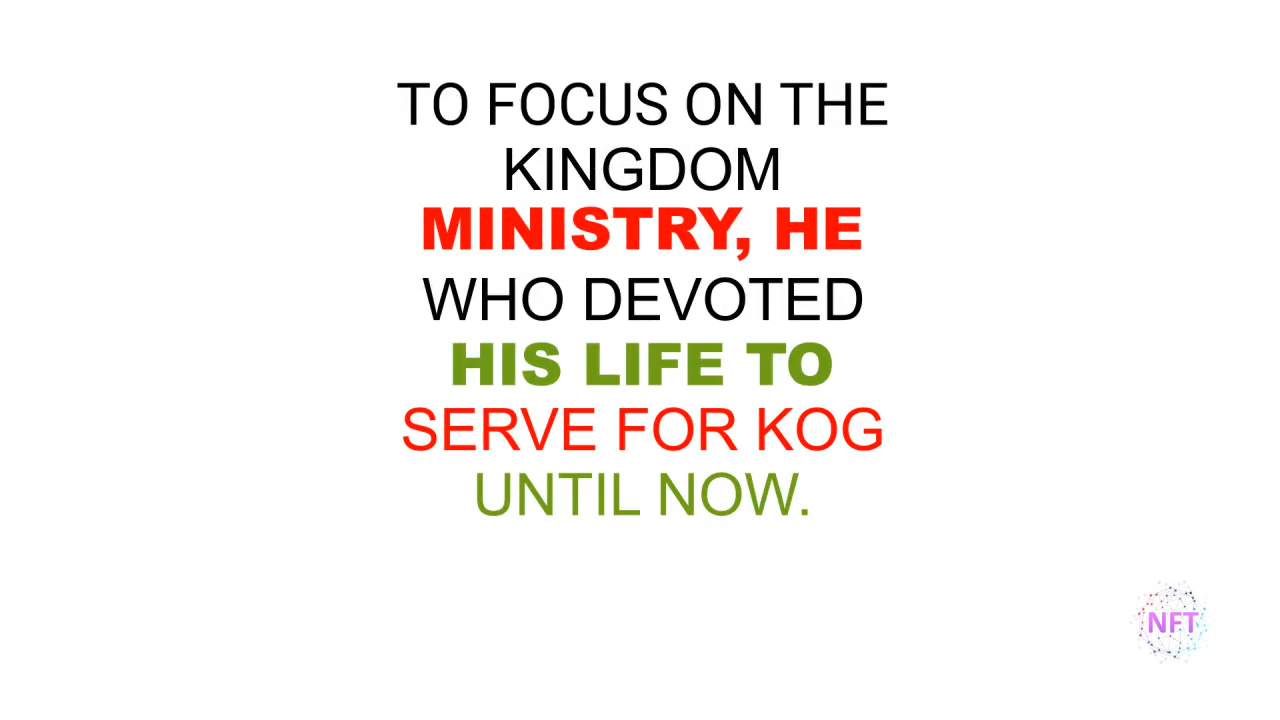 TO FOCUS ON THE
KINGDOM
MINISTRY, HE
WHO DEVOTED
HIS LIFE TO
SERVE FOR KOG
UNTIL NOW.
NFT